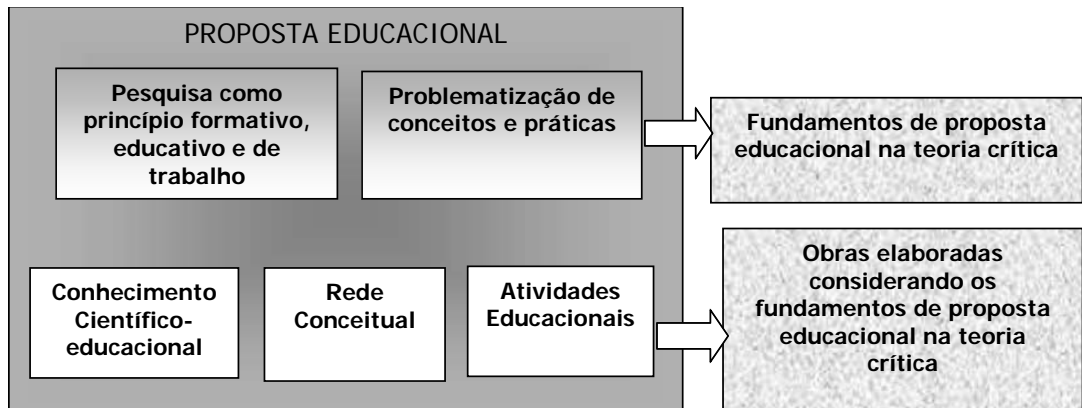 PROPOSTA EDUCACIONAL
Pesquisa como
princípio formativo,
educativo e de
trabalho
Problematização de
conceitos e práticas
Fundamentos de proposta
educacional na teoria crítica
Conhecimento
Científico-
educacional
Rede
Conceitual
Atividades
Educacionais
Obras elaboradas
considerando os
fundamentos de proposta
educacional na teoria
crítica